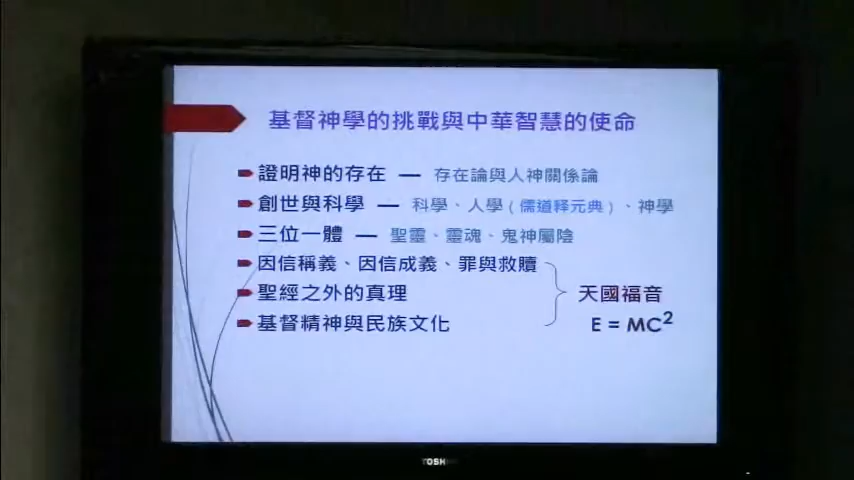 基督神學的挑戰與中華智慧的使命
證明神的存在 — 存在論與人神關係論
創世與科學 — 科學、人學（儒道释元典）、神學
三位一體 — 聖靈、靈魂、鬼神屬陰
因信稱義、因信成義、罪與救贖
聖經之外的真理 天國福音
基督精神與民族文化 E = MC²
TOSH